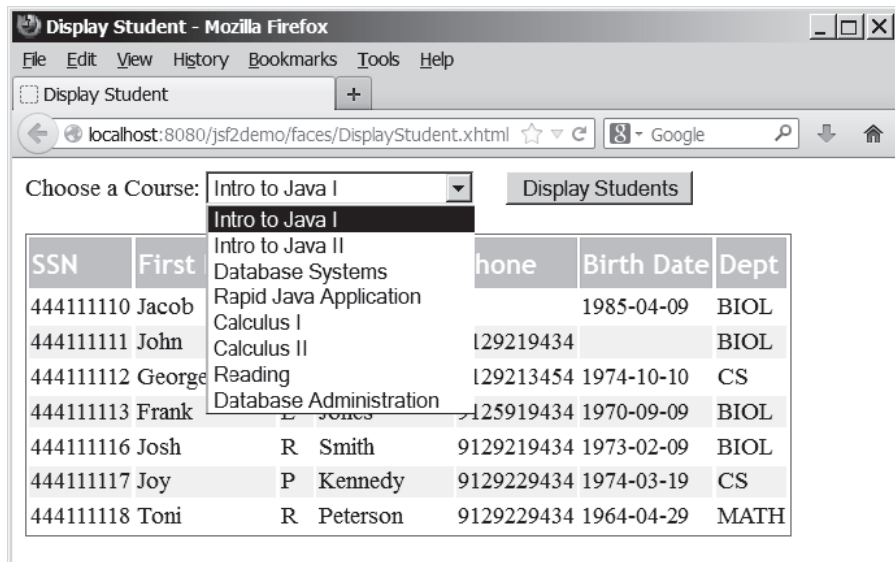 Display Student - Mozilla Firefox
File Edit View History Bookmarks Tools Help
Display Student +
localhost:8080/jsf2demo/faces/DisplayStudent.xhtml Google
Choose a Course: Intro to Java I Display Students
Intro to Java I
Intro to Java II
Database Systems
Rapid Java Application
Calculus I
Calculus II
Reading
Database Administration
SSN First hone Birth Date Dept
444111110 Jacob 1985-04-09 BIOL
444111111 John 129219434 BIOL
444111112 George 129213454 1974-10-10 CS
444111113 Frank E Jones 9125919434 1970-09-09 BIOL
444111116 Josh R Smith 9129219434 1973-02-09 BIOL
444111117 Joy P Kennedy 9129229434 1974-03-19 CS
444111118 Toni R Peterson 9129229434 1964-04-29 MATH